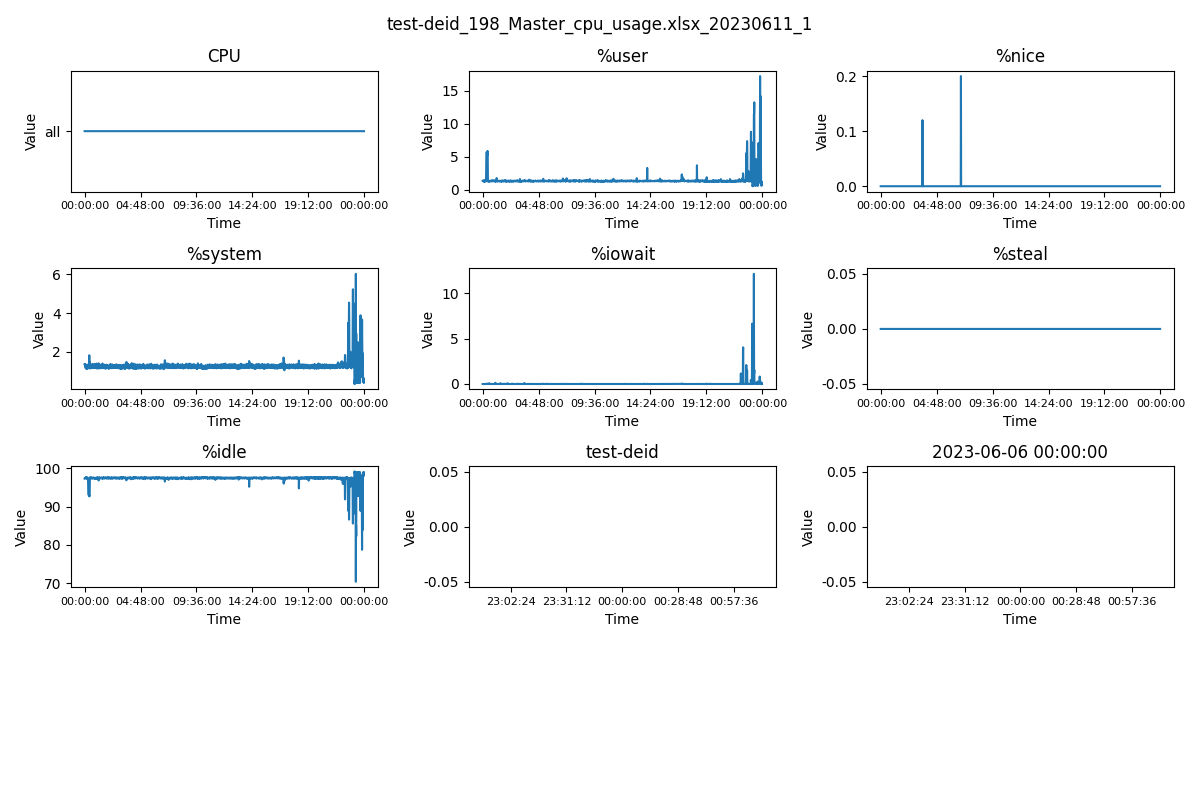 test-deid_198_Master_cpu_usage.xlsx_20230611_1
CPU
Value
all
00:00:00 04:48:00 09:36:00 14:24:00 19:12:00 00:00:00
Time
%user
Value
15
10
5
0
00:00:00 04:48:00 09:36:00 14:24:00 19:12:00 00:00:00
Time
%nice
Value
0.2
0.1
0.0
00:00:00 04:48:00 09:36:00 14:24:00 19:12:00 00:00:00
Time
%system
Value
6
4
2
00:00:00 04:48:00 09:36:00 14:24:00 19:12:00 00:00:00
Time
%iowait
Value
10
5
0
00:00:00 04:48:00 09:36:00 14:24:00 19:12:00 00:00:00
Time
%steal
Value
0.05
0.00
-0.05
00:00:00 04:48:00 09:36:00 14:24:00 19:12:00 00:00:00
Time
%idle
Value
100
90
80
70
00:00:00 04:48:00 09:36:00 14:24:00 19:12:00 00:00:00
Time
test-deid
Value
0.05
0.00
-0.05
23:02:24 23:31:12 00:00:00 00:28:48 00:57:36
Time
2023-06-06 00:00:00
Value
0.05
0.00
-0.05
23:02:24 23:31:12 00:00:00 00:28:48 00:57:36
Time